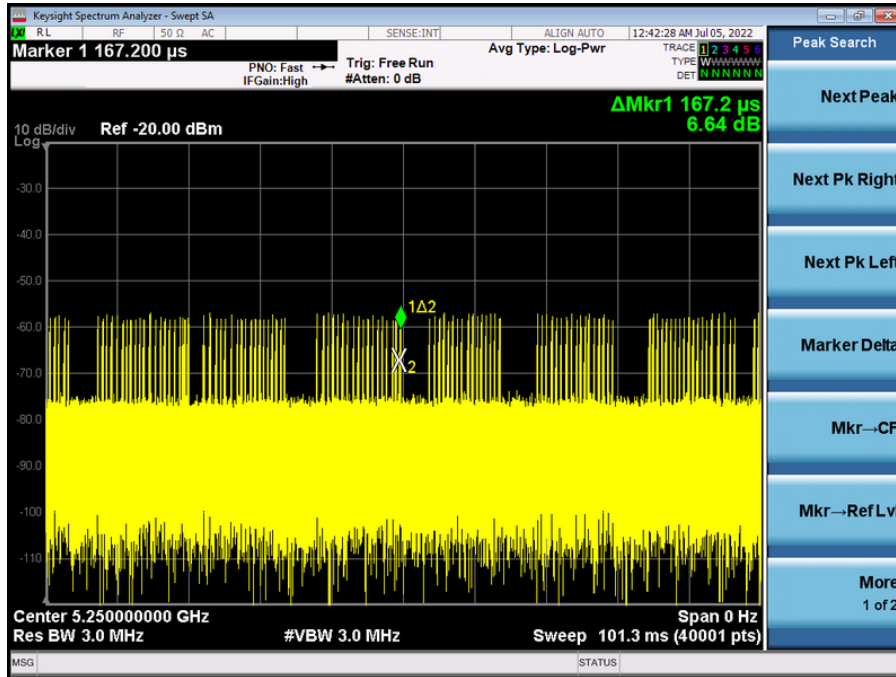 Keysight Spectrum Analyzer - Swept SA
LXI RL RF 50 Ω AC SENSE:INT ALIGN AUTO 12:42:28 AM Jul 05, 2022
Marker 1 167.200 µs
PNO: Fast
IFGain:High
Trig: Free Run
#Atten: 0 dB
Avg Type: Log-Pwr
TRACE 1 2 3 4 5 6
TYPE WWWWWW
DET N N N N N N
ΔMkr1 167.2 µs
6.64 dB
10 dB/div Ref -20.00 dBm
Log
-30.0
-40.0
-50.0
-60.0
-70.0
-80.0
-90.0
-100
-110
1Δ2
2
Center 5.250000000 GHz Span 0 Hz
Res BW 3.0 MHz #VBW 3.0 MHz Sweep 101.3 ms (40001 pts)
MSG STATUS
Peak Search
Next Peak
Next Pk Right
Next Pk Left
Marker Delta
Mkr→CF
Mkr→Ref Lvl
More
1 of 2